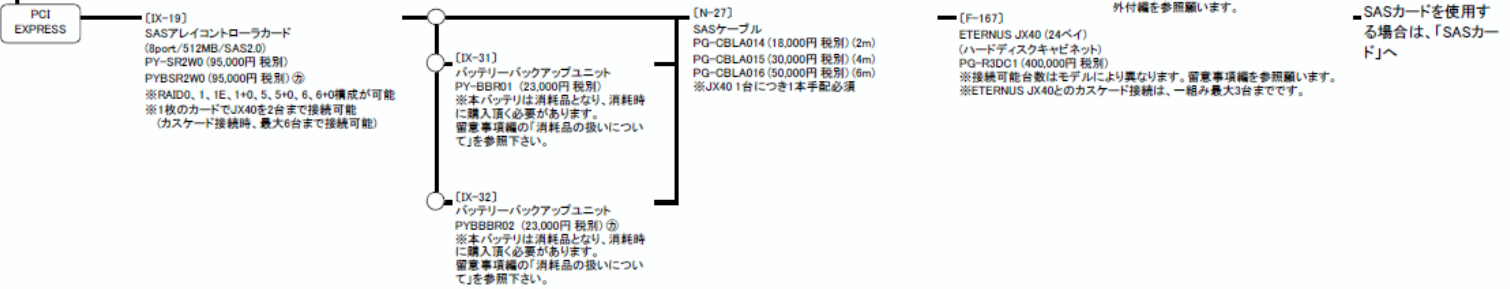 PCI
EXPRESS
[IX-19]
SASアレイコントローラカード
(8port/512MB/SAS2.0)
PY-SR2W0 (95,000円 税別)
PYBSR2W0 (95,000円 税別) ㋕
※RAID0、1、1E、1+0、5、5+0、6、6+0構成が可能
※1枚のカードでJX40を2台まで接続可能
(カスケード接続時、最大6台まで接続可能)
[IX-31]
バッテリーバックアップユニット
PY-BBR01 (23,000円 税別)
※本バッテリは消耗品となり、消耗時
に購入頂く必要があります。
留意事項編の「消耗品の扱いについ
て」を参照下さい。
[IX-32]
バッテリーバックアップユニット
PYBBBR02 (23,000円 税別) ㋕
※本バッテリは消耗品となり、消耗時
に購入頂く必要があります。
留意事項編の「消耗品の扱いについ
て」を参照下さい。
[N-27]
SASケーブル
PG-CBLA014 (18,000円 税別) (2m)
PG-CBLA015 (30,000円 税別) (4m)
PG-CBLA016 (50,000円 税別) (6m)
※JX40 1台につき1本手配必須
外付編を参照願います。
[F-167]
ETERNUS JX40 (24ベイ)
(ハードディスクキャビネット)
PG-R3DC1 (400,000円 税別)
※接続可能台数はモデルにより異なります。留意事項編を参照願います。
※ETERNUS JX40とのカスケード接続は、一組み最大3台までです。
SASカードを使用す
る場合は、「SASカー
ド」へ